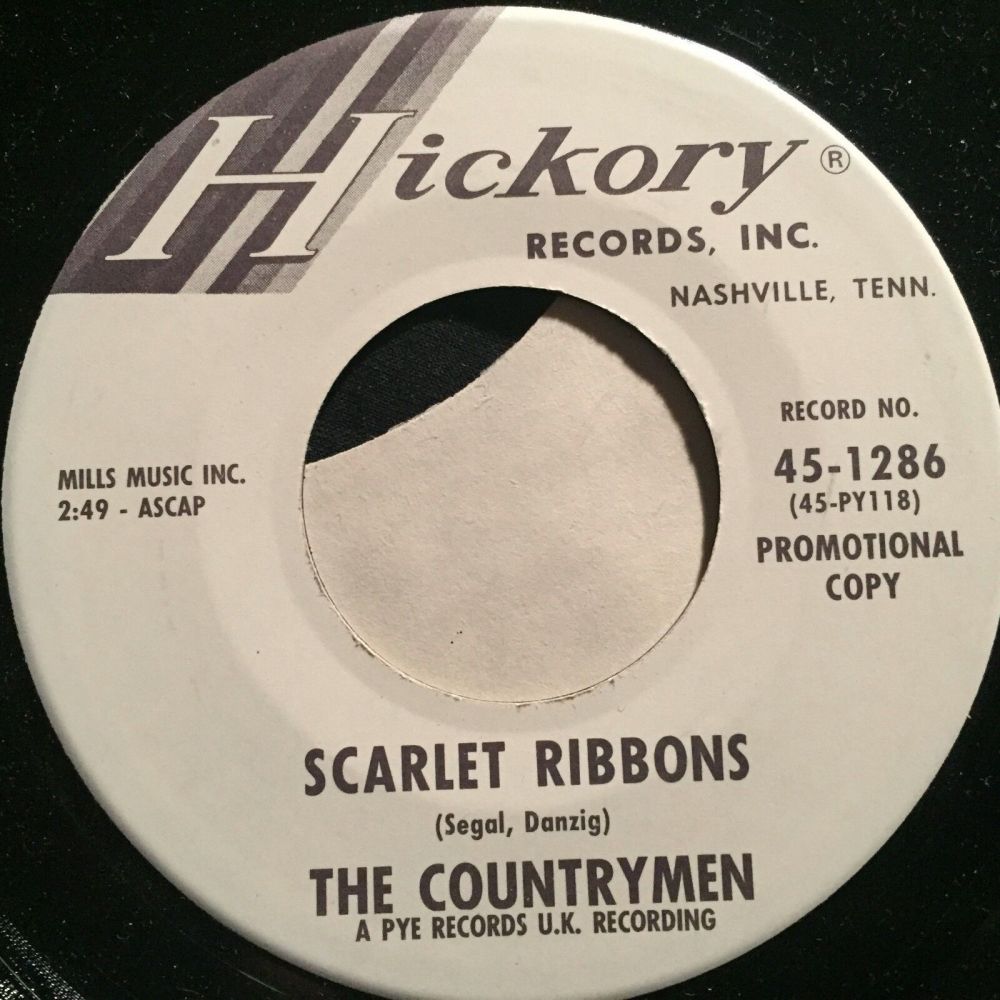 Hickory ®
RECORDS, INC.
NASHVILLE, TENN.
RECORD NO.
45-1286
(45-PY118)
PROMOTIONAL
COPY
MILLS MUSIC INC.
2:49 - ASCAP
SCARLET RIBBONS
(Segal, Danzig)
THE COUNTRYMEN
A PYE RECORDS U.K. RECORDING